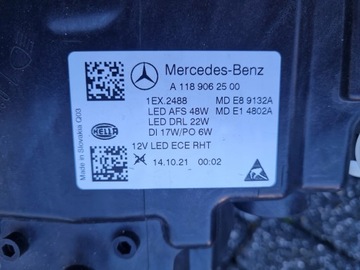 Mercedes-Benz
A 118 906 25 00
1EX.2488 MD E8 9132A
LED AFS 48W MD E1 4802A
LED DRL 22W
DI 17W/PO 6W
12V LED ECE RHT
14.10.21 00:02
HELLA
Made in Slovakia Q03